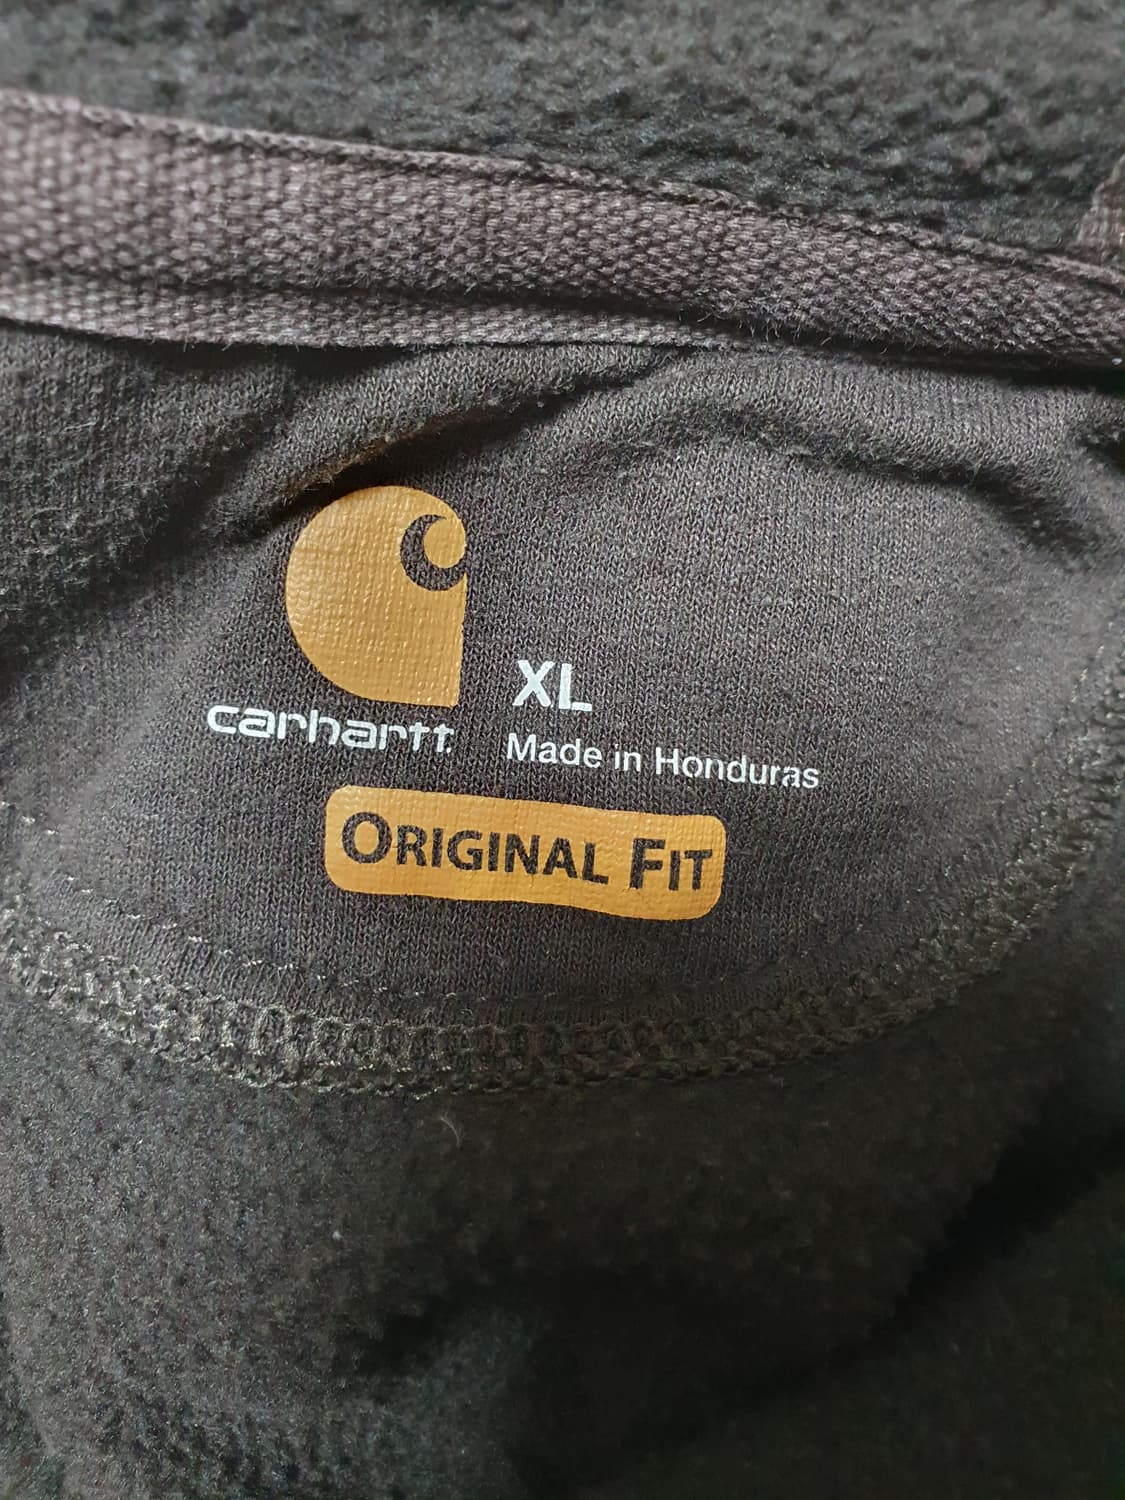 carhartt
XL
Made in Honduras
ORIGINAL FIT